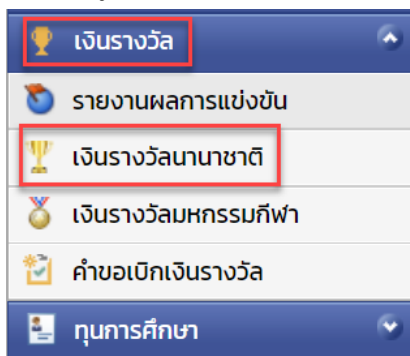 เงินรางวัล
รายงานผลการแข่งขัน
เงินรางวัลนานาชาติ
เงินรางวัลมหกรรมกีฬา
คำขอเบิกเงินรางวัล
ทุนการศึกษา